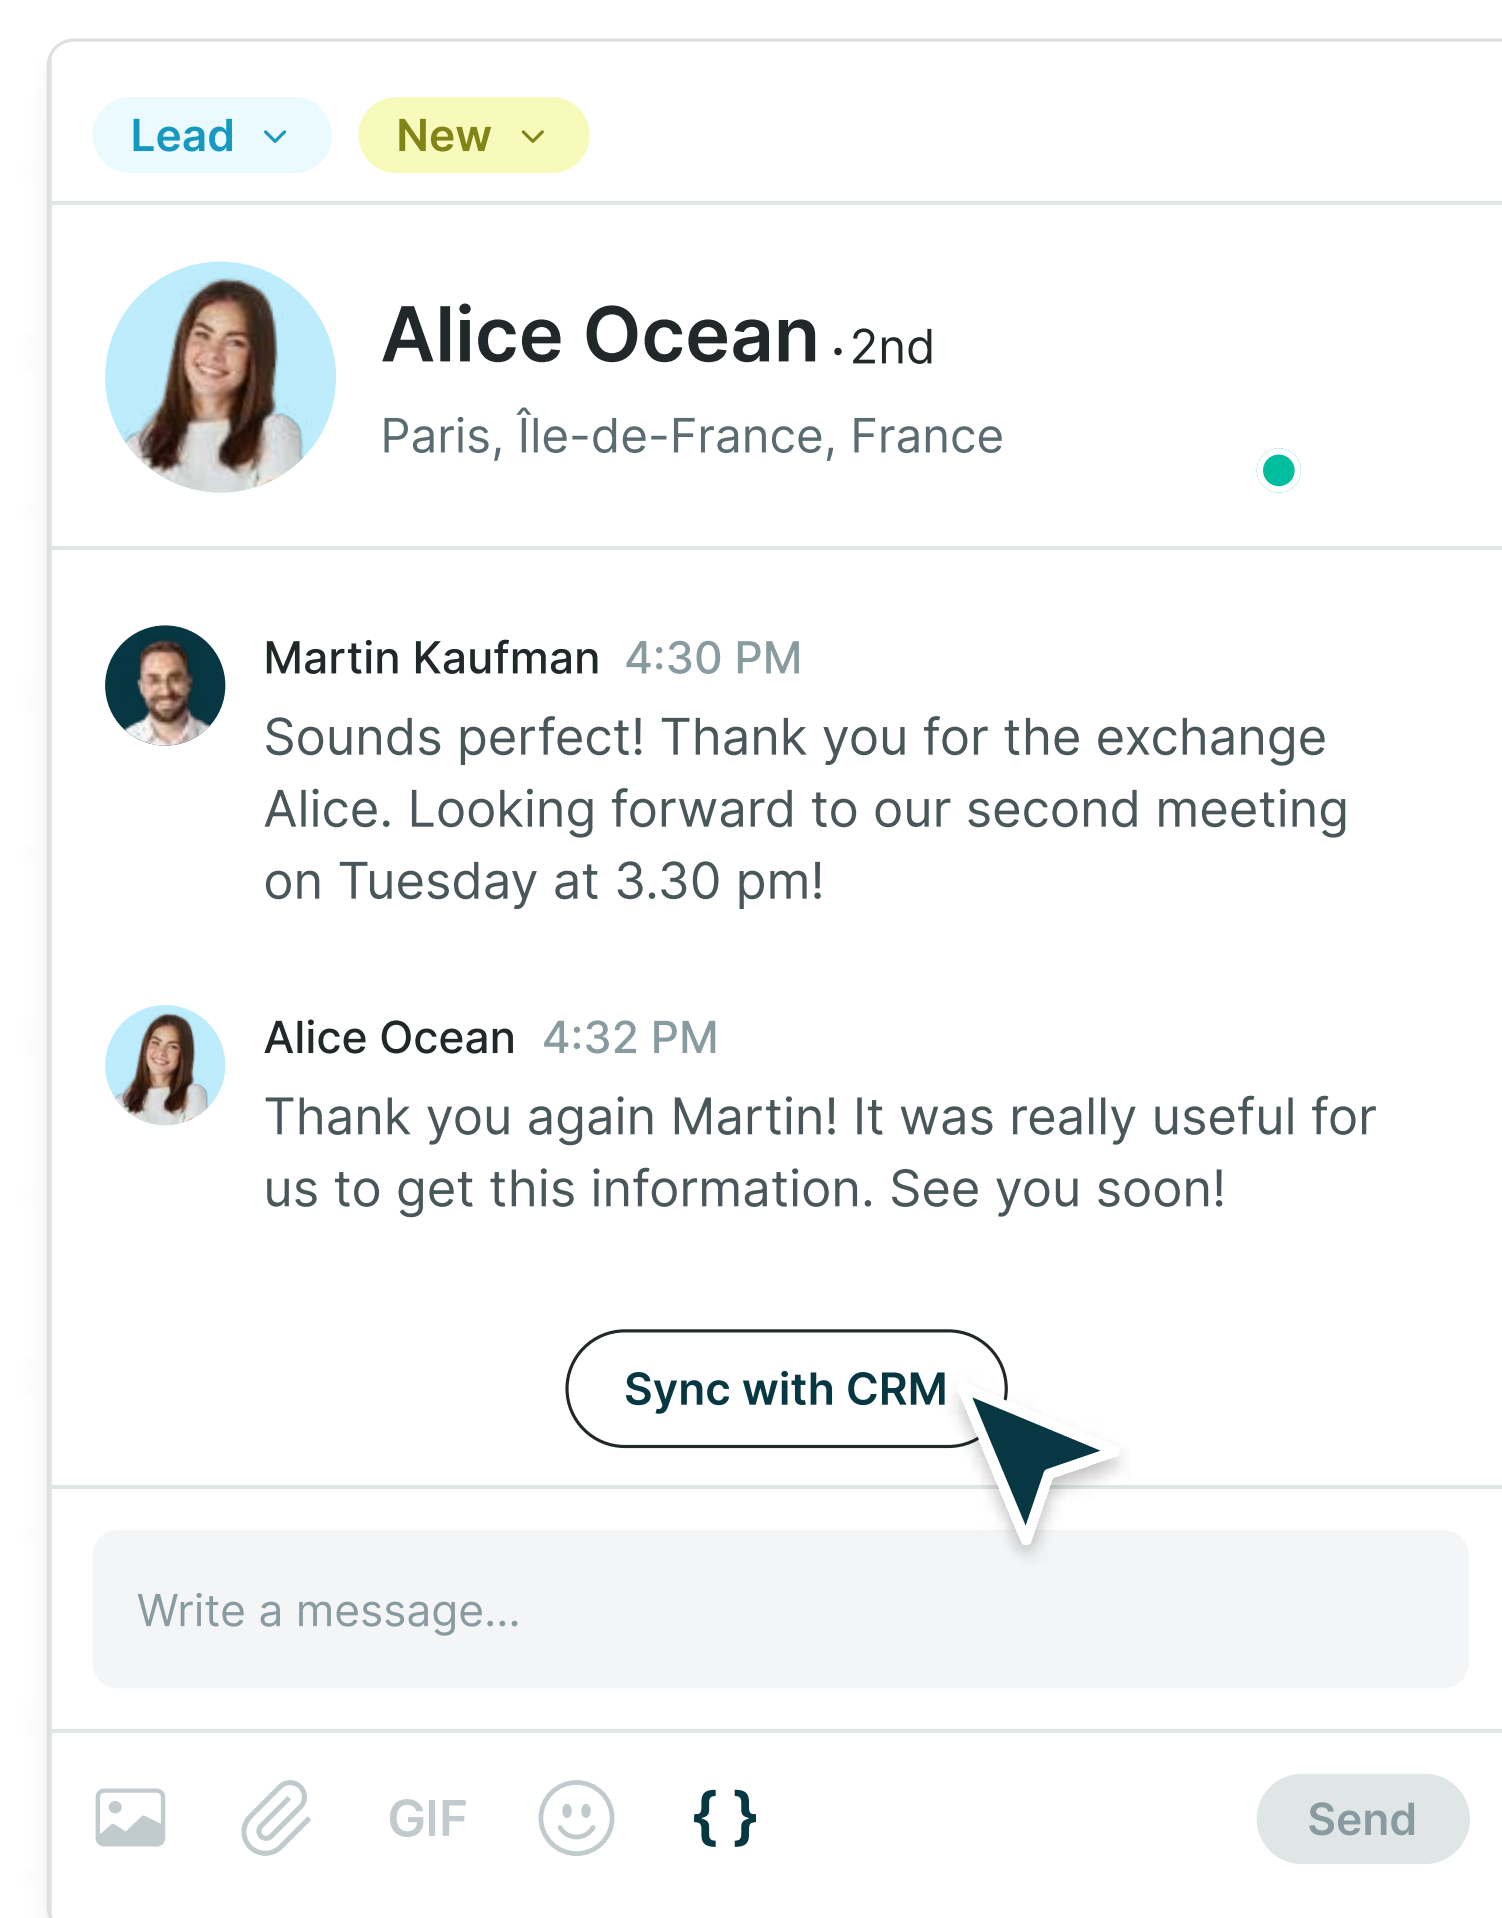 Lead
New
Alice Ocean · 2nd
Paris, Île-de-France, France
Martin Kaufman 4:30 PM
Sounds perfect! Thank you for the exchange
Alice. Looking forward to our second meeting
on Tuesday at 3.30 pm!
Alice Ocean 4:32 PM
Thank you again Martin! It was really useful for
us to get this information. See you soon!
Sync with CRM
Write a message...
GIF
{ }
Send